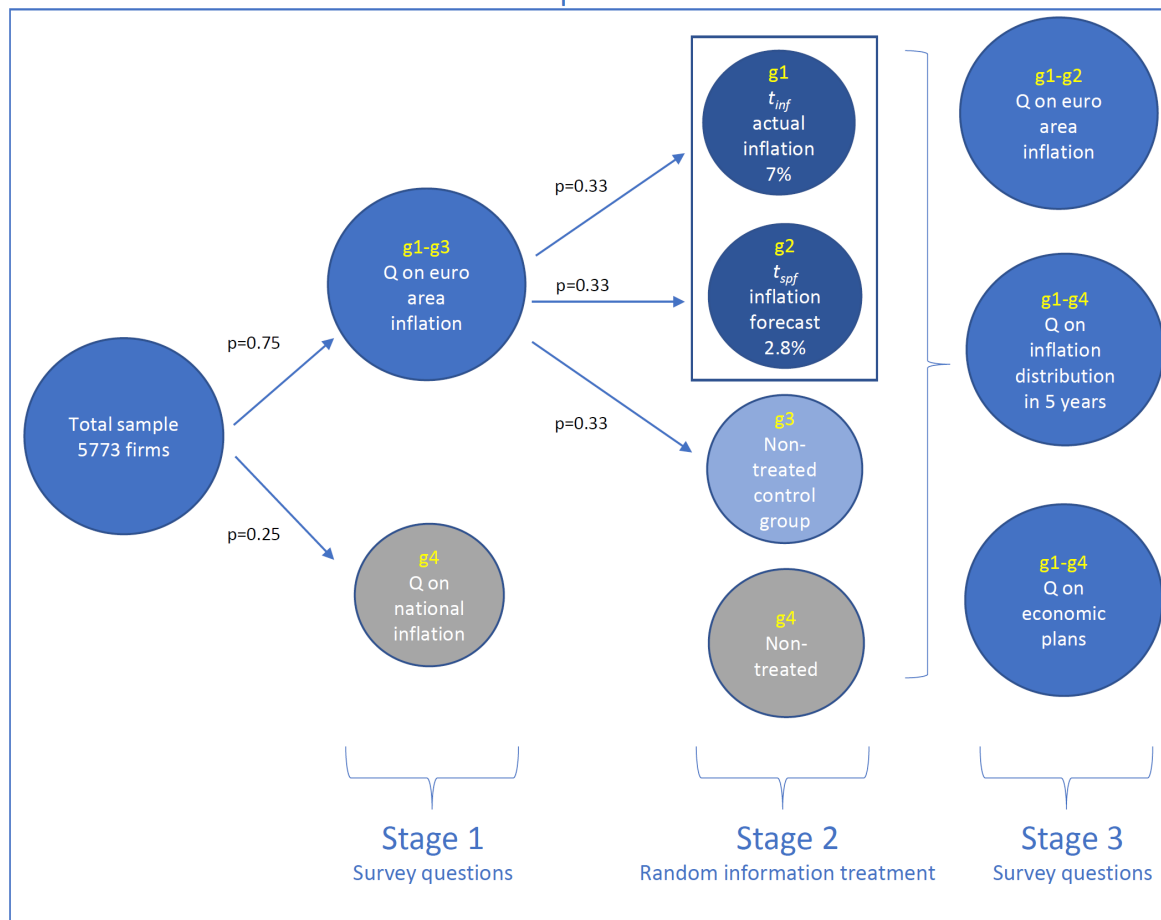 Total sample
5773 firms
p=0.75
p=0.25
g1-g3
Q on euro
area
inflation
g4
Q on
national
inflation
p=0.33
p=0.33
p=0.33
g1
t_inf
actual
inflation
7%
g2
t_spf
inflation
forecast
2.8%
g3
Non-
treated
control
group
g4
Non-
treated
g1-g2
Q on euro
area
inflation
g1-g4
Q on
inflation
distribution
in 5 years
g1-g4
Q on
economic
plans
Stage 1
Survey questions
Stage 2
Random information treatment
Stage 3
Survey questions